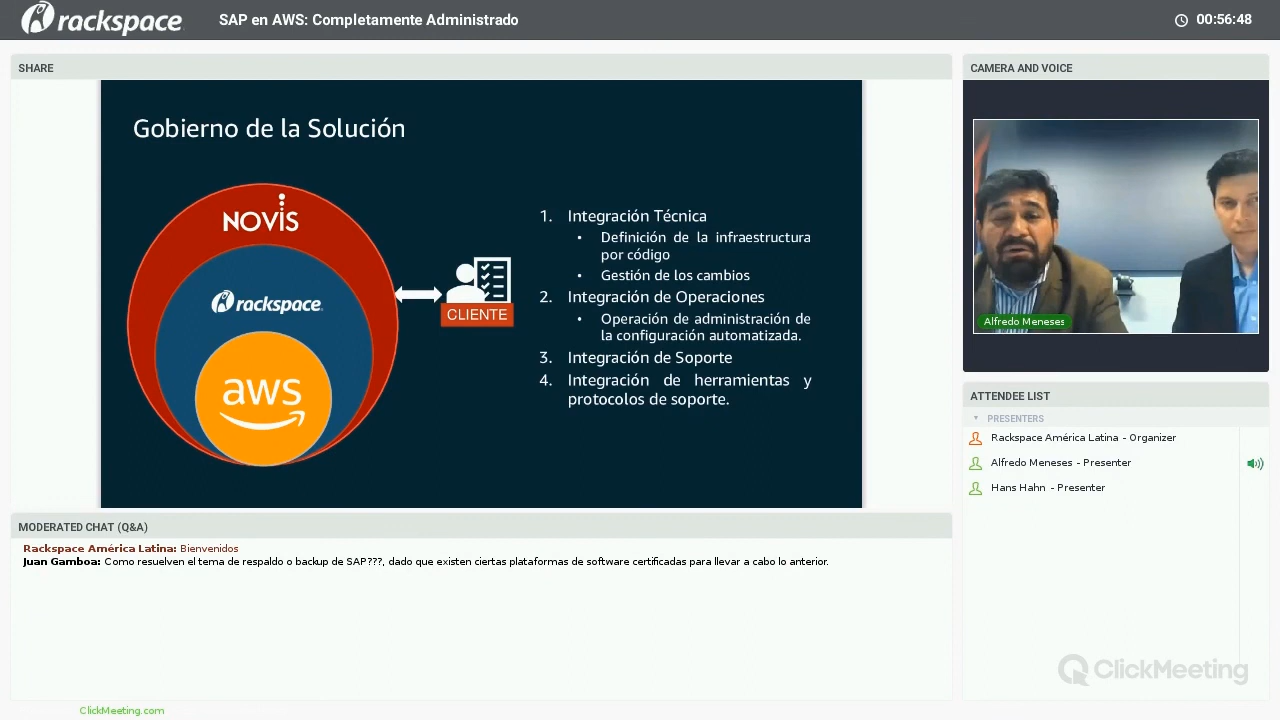 rackspace
SAP en AWS: Completamente Administrado
00:56:48
SHARE
Gobierno de la Solución
NOVIS
rackspace
aws
CLIENTE
1. Integración Técnica
• Definición de la infraestructura
por código
• Gestión de los cambios
2. Integración de Operaciones
• Operación de administración de
la configuración automatizada.
3. Integración de Soporte
4. Integración de herramientas y
protocolos de soporte.
CAMERA AND VOICE
Alfredo Meneses
ATTENDEE LIST
PRESENTERS
Rackspace América Latina - Organizer
Alfredo Meneses - Presenter
Hans Hahn - Presenter
MODERATED CHAT (Q&A)
Rackspace América Latina: Bienvenidos
Juan Gamboa: Como resuelven el tema de respaldo o backup de SAP???, dado que existen ciertas plataformas de software certificadas para llevar a cabo lo anterior.
ClickMeeting
ClickMeeting.com